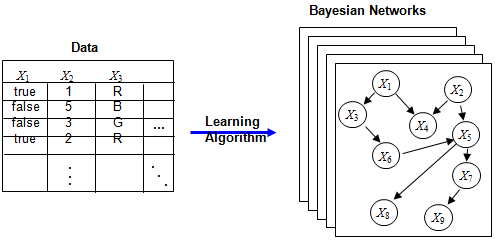 Bayesian Networks
Data
X1 X2 X3
true 1 R
false 5 B
false 3 G
true 2 R
...
Learning
Algorithm
X1
X2
X3
X4
X5
X6
X7
X8
X9